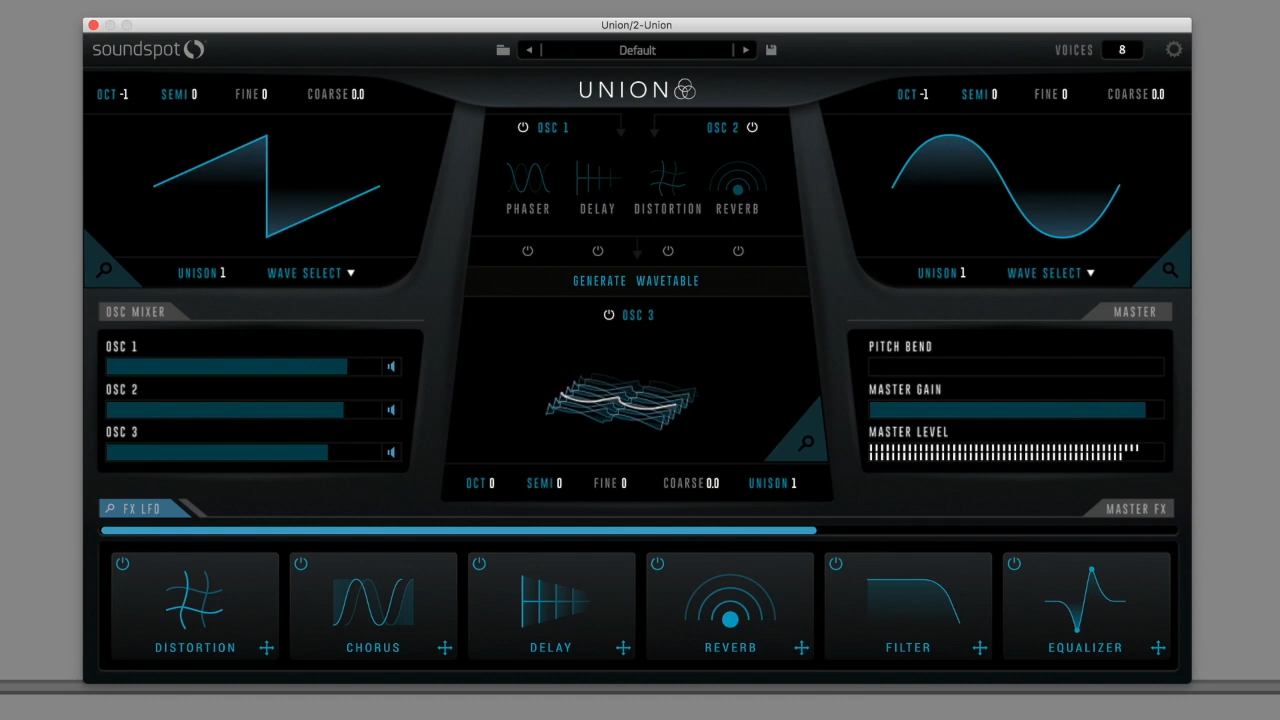 Union/2-Union
soundspot
Default
VOICES 8
UNION
OCT -1 SEMI 0 FINE 0 COARSE 0.0
OCT -1 SEMI 0 FINE 0 COARSE 0.0
OSC 1
OSC 2
PHASER DELAY DISTORTION REVERB
UNISON 1 WAVE SELECT
GENERATE WAVETABLE
UNISON 1 WAVE SELECT
OSC 3
OSC MIXER
OSC 1
OSC 2
OSC 3
MASTER
PITCH BEND
MASTER GAIN
MASTER LEVEL
OCT 0 SEMI 0 FINE 0 COARSE 0.0 UNISON 1
FX LFO
MASTER FX
DISTORTION CHORUS DELAY REVERB FILTER EQUALIZER